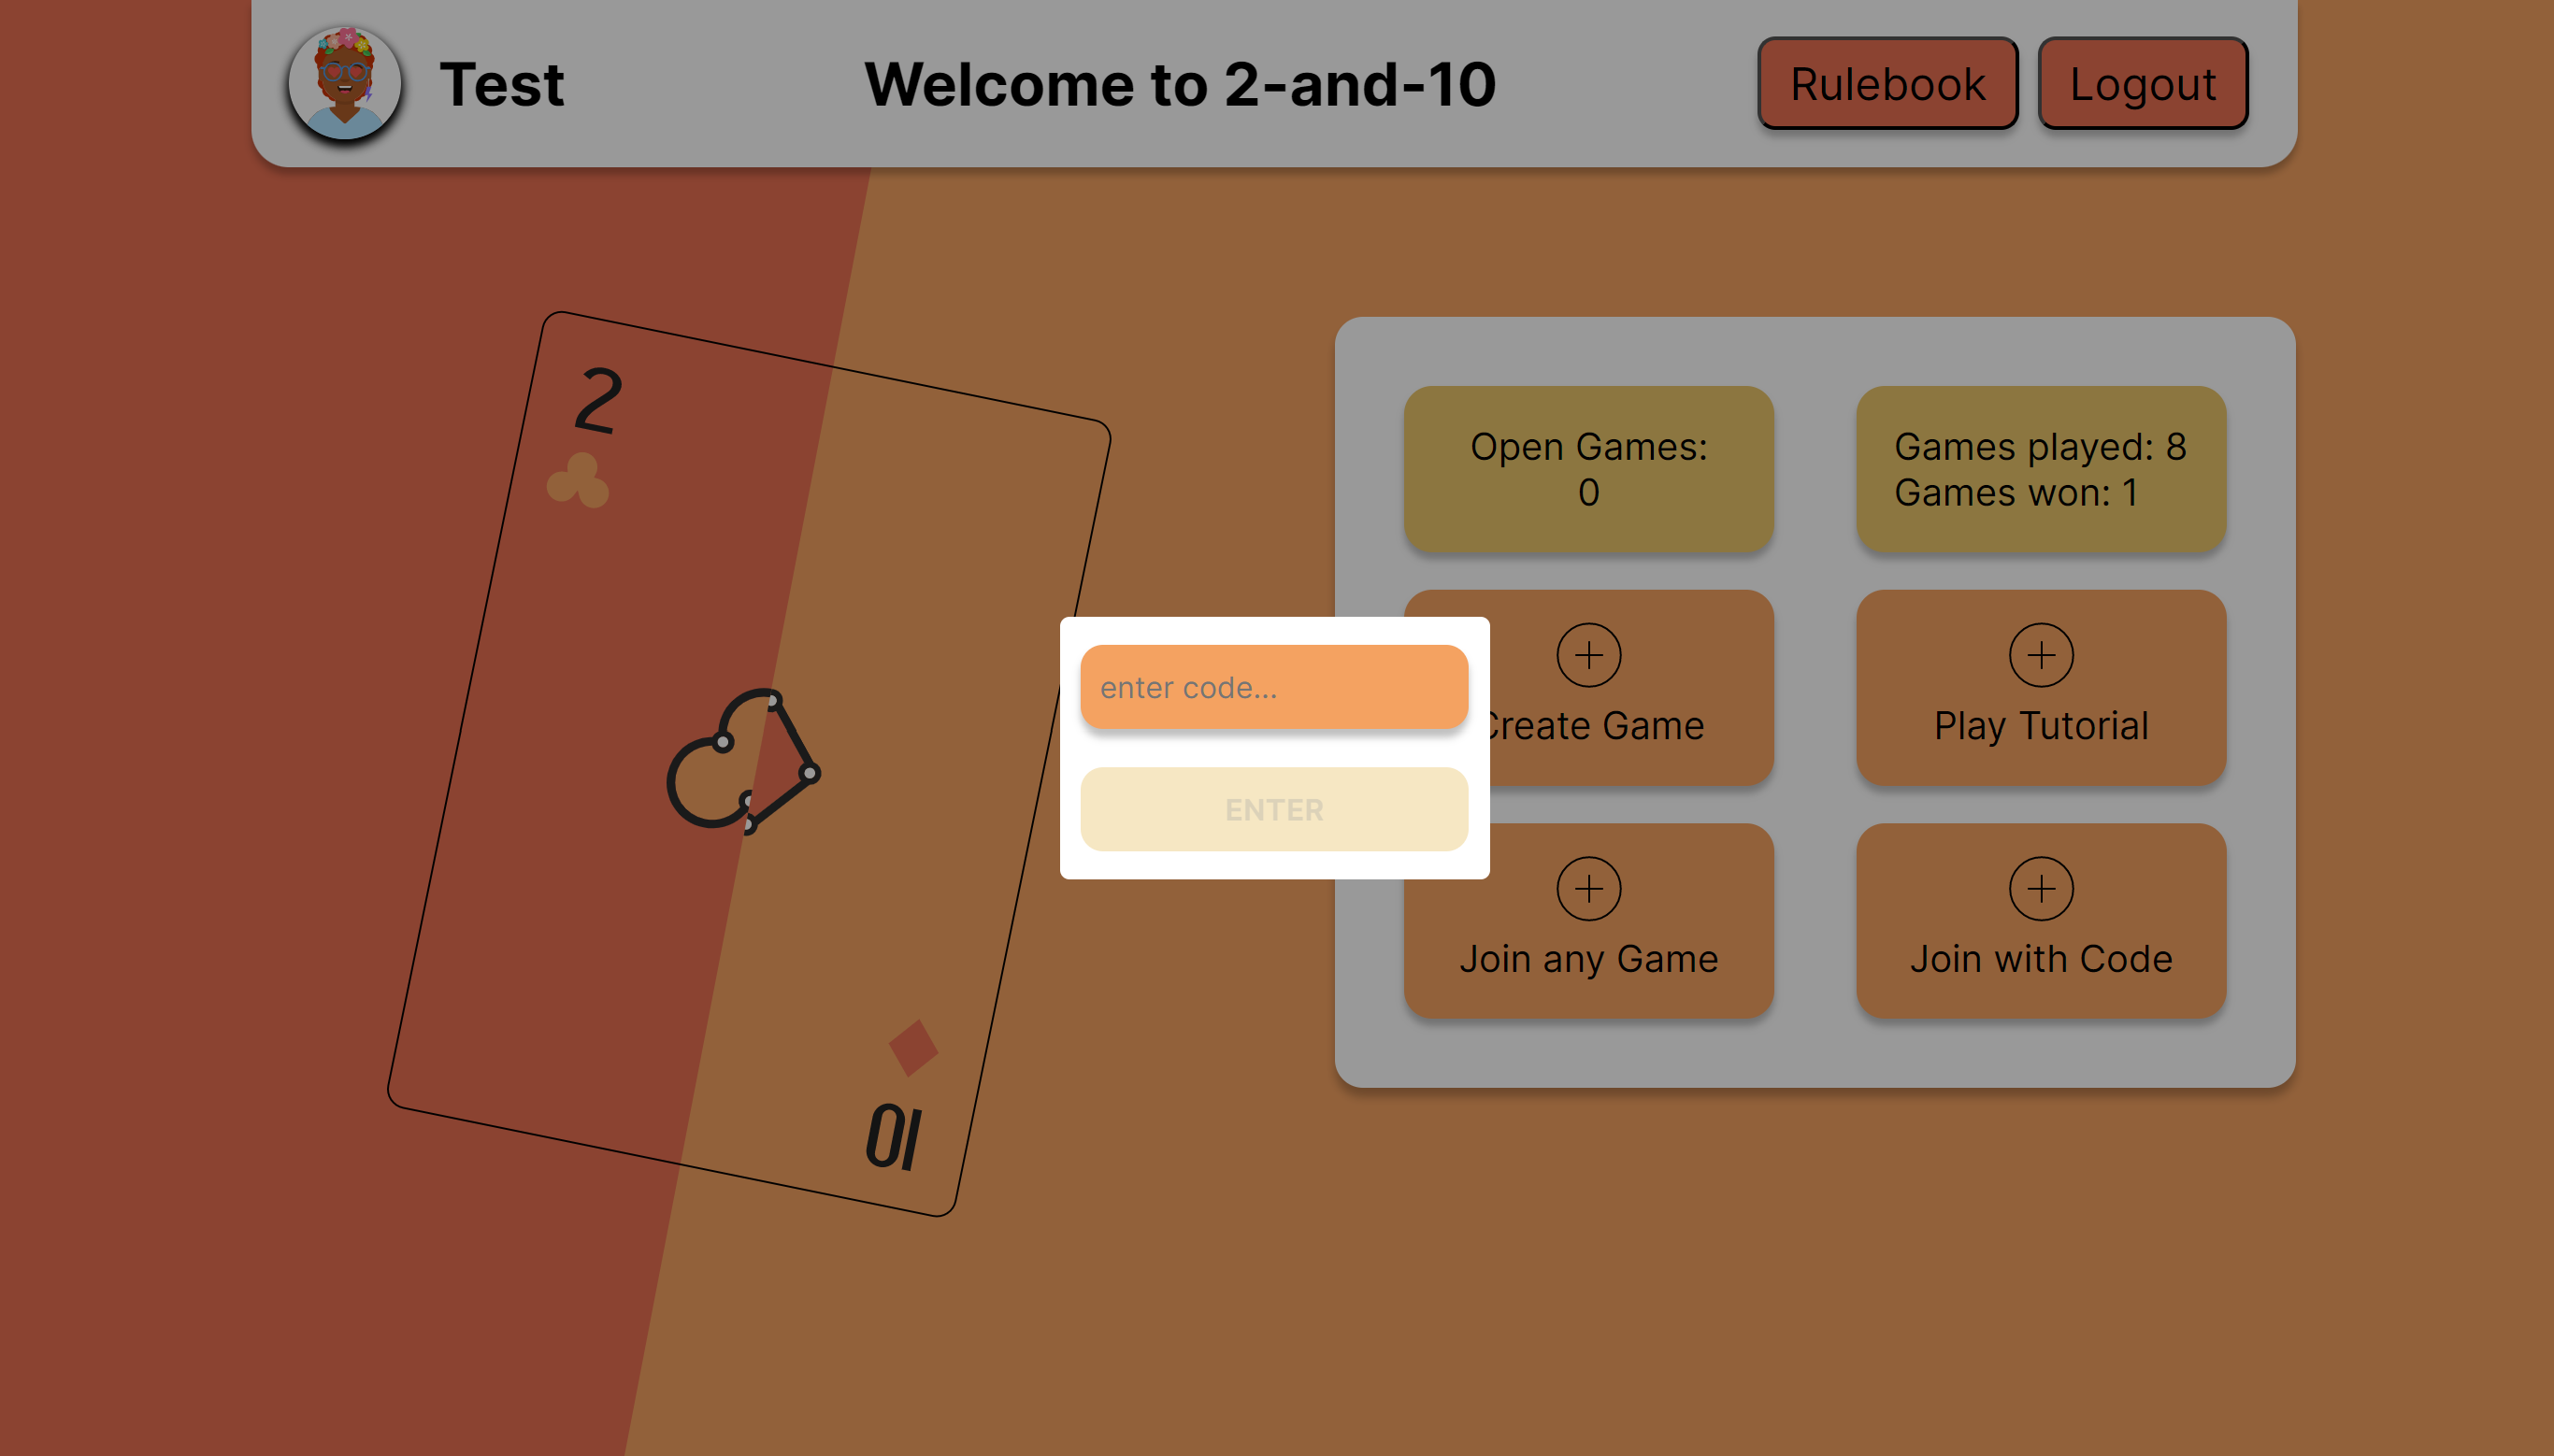 Test
Welcome to 2-and-10
Rulebook
Logout
2
Open Games:
0
Games played: 8
Games won: 1
enter code...
ENTER
Create Game
Play Tutorial
Join any Game
Join with Code
10